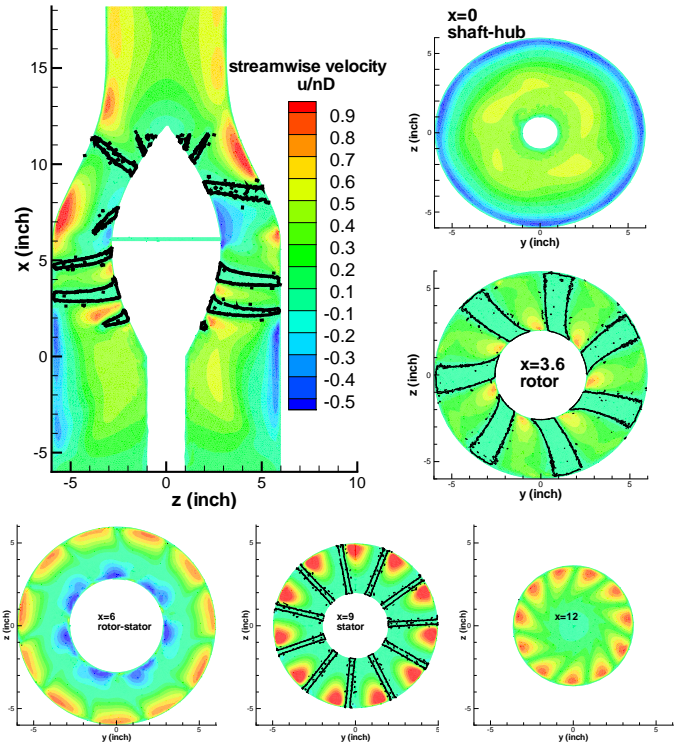 streamwise velocity
u/nD
0.9
0.8
0.7
0.6
0.5
0.4
0.3
0.2
0.1
-0.1
-0.2
-0.3
-0.4
-0.5
15
10
5
0
-5
x (inch)
-5
0
5
10
z (inch)
x=0
shaft-hub
5
0
-5
z (inch)
-5
0
5
y (inch)
x=3.6
rotor
5
0
-5
z (inch)
-5
0
5
y (inch)
x=6
rotor-stator
5
0
-5
z (inch)
-5
0
5
y (inch)
x=9
stator
5
0
-5
z (inch)
-5
0
5
y (inch)
x=12
5
0
-5
z (inch)
-5
0
5
y (inch)